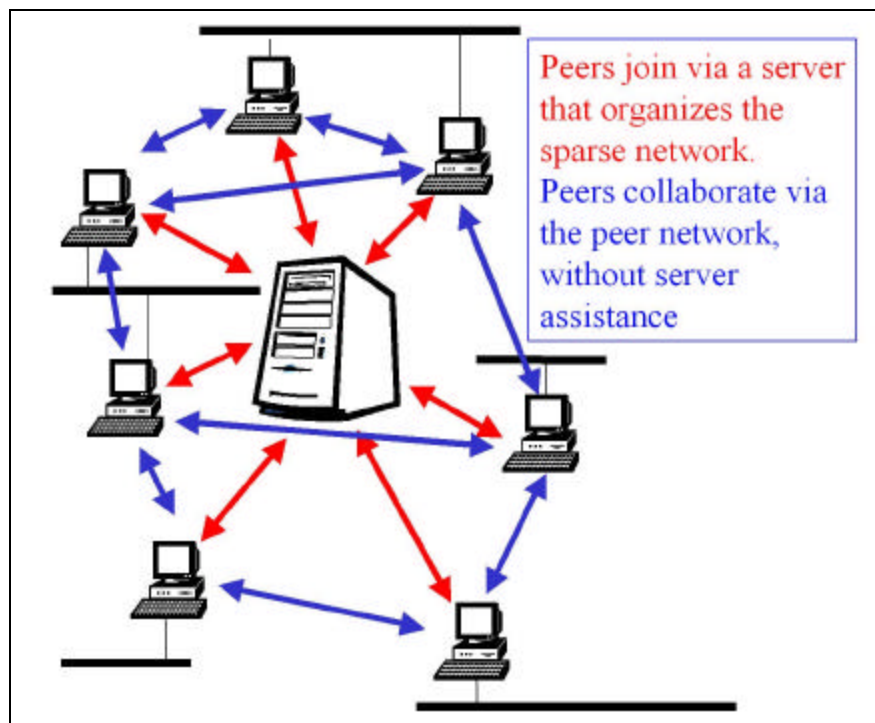 Peers join via a server
that organizes the
sparse network.
Peers collaborate via
the peer network,
without server
assistance